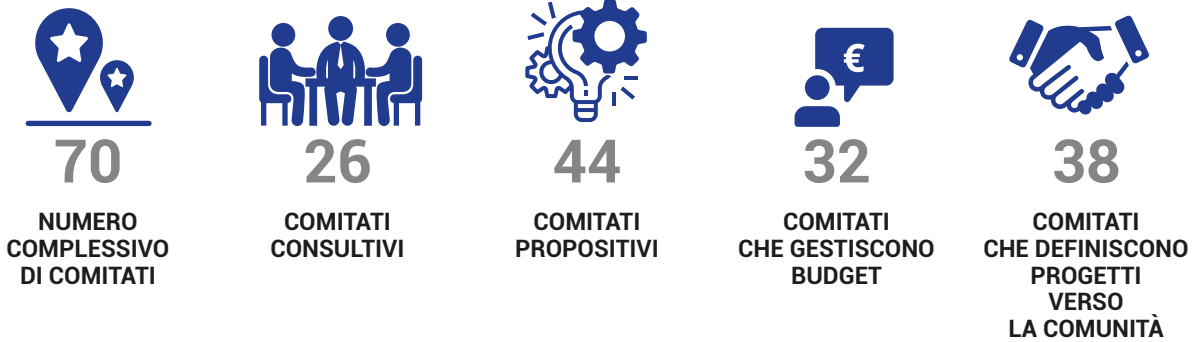 €
70
NUMERO
COMPLESSIVO
DI COMITATI
26
COMITATI
CONSULTIVI
44
COMITATI
PROPOSITIVI
32
COMITATI
CHE GESTISCONO
BUDGET
38
COMITATI
CHE DEFINISCONO
PROGETTI
VERSO
LA COMUNITÀ